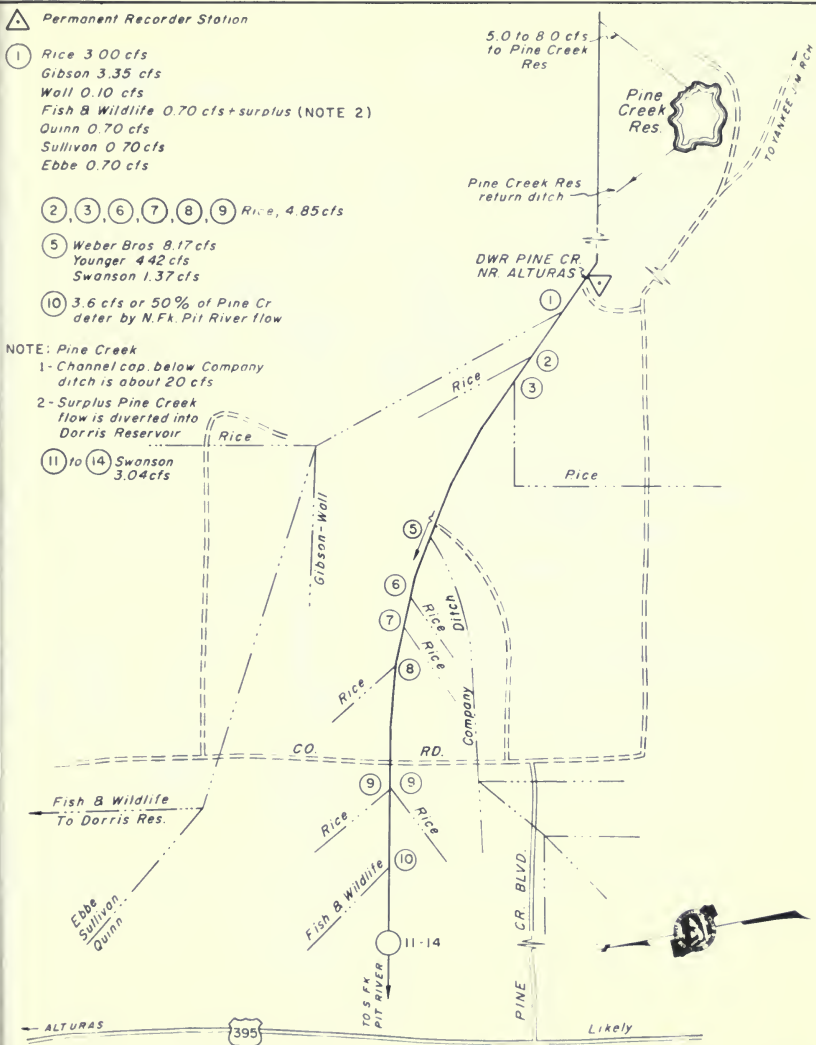 Permanent Recorder Station
1 Rice 3.00 cfs
Gibson 3.35 cfs
Wall 0.10 cfs
Fish & Wildlife 0.70 cfs + surplus (NOTE 2)
Quinn 0.70 cfs
Sullivan 0.70 cfs
Ebbe 0.70 cfs
2, 3, 6, 7, 8, 9 Rice, 4.85 cfs
5 Weber Bros 8.17 cfs
Younger 4.42 cfs
Swanson 1.37 cfs
10 3.6 cfs or 50% of Pine Cr
deter by N. Fk. Pit River flow
NOTE: Pine Creek
1 - Channel cap. below Company
ditch is about 20 cfs
2 - Surplus Pine Creek
flow is diverted into
Dorris Reservoir
11 to 14 Swanson
3.04 cfs
5.0 to 8.0 cfs
to Pine Creek
Res
Pine
Creek
Res.
TO YANKEE JIM RCH
Pine Creek Res
return ditch
DWR PINE CR.
NR. ALTURAS
1
2
Rice
3
Rice
Rice
Gibson-Wall
5
6
Rice
7
Rice
8
Rice
Company Ditch
CO. RD.
9
9
Rice
Rice
Fish & Wildlife
To Dorris Res.
10
Fish & Wildlife
Ebbe
Sullivan
Quinn
11-14
TO S FK
PIT RIVER
PINE CR. BLVD.
ALTURAS
395
Likely